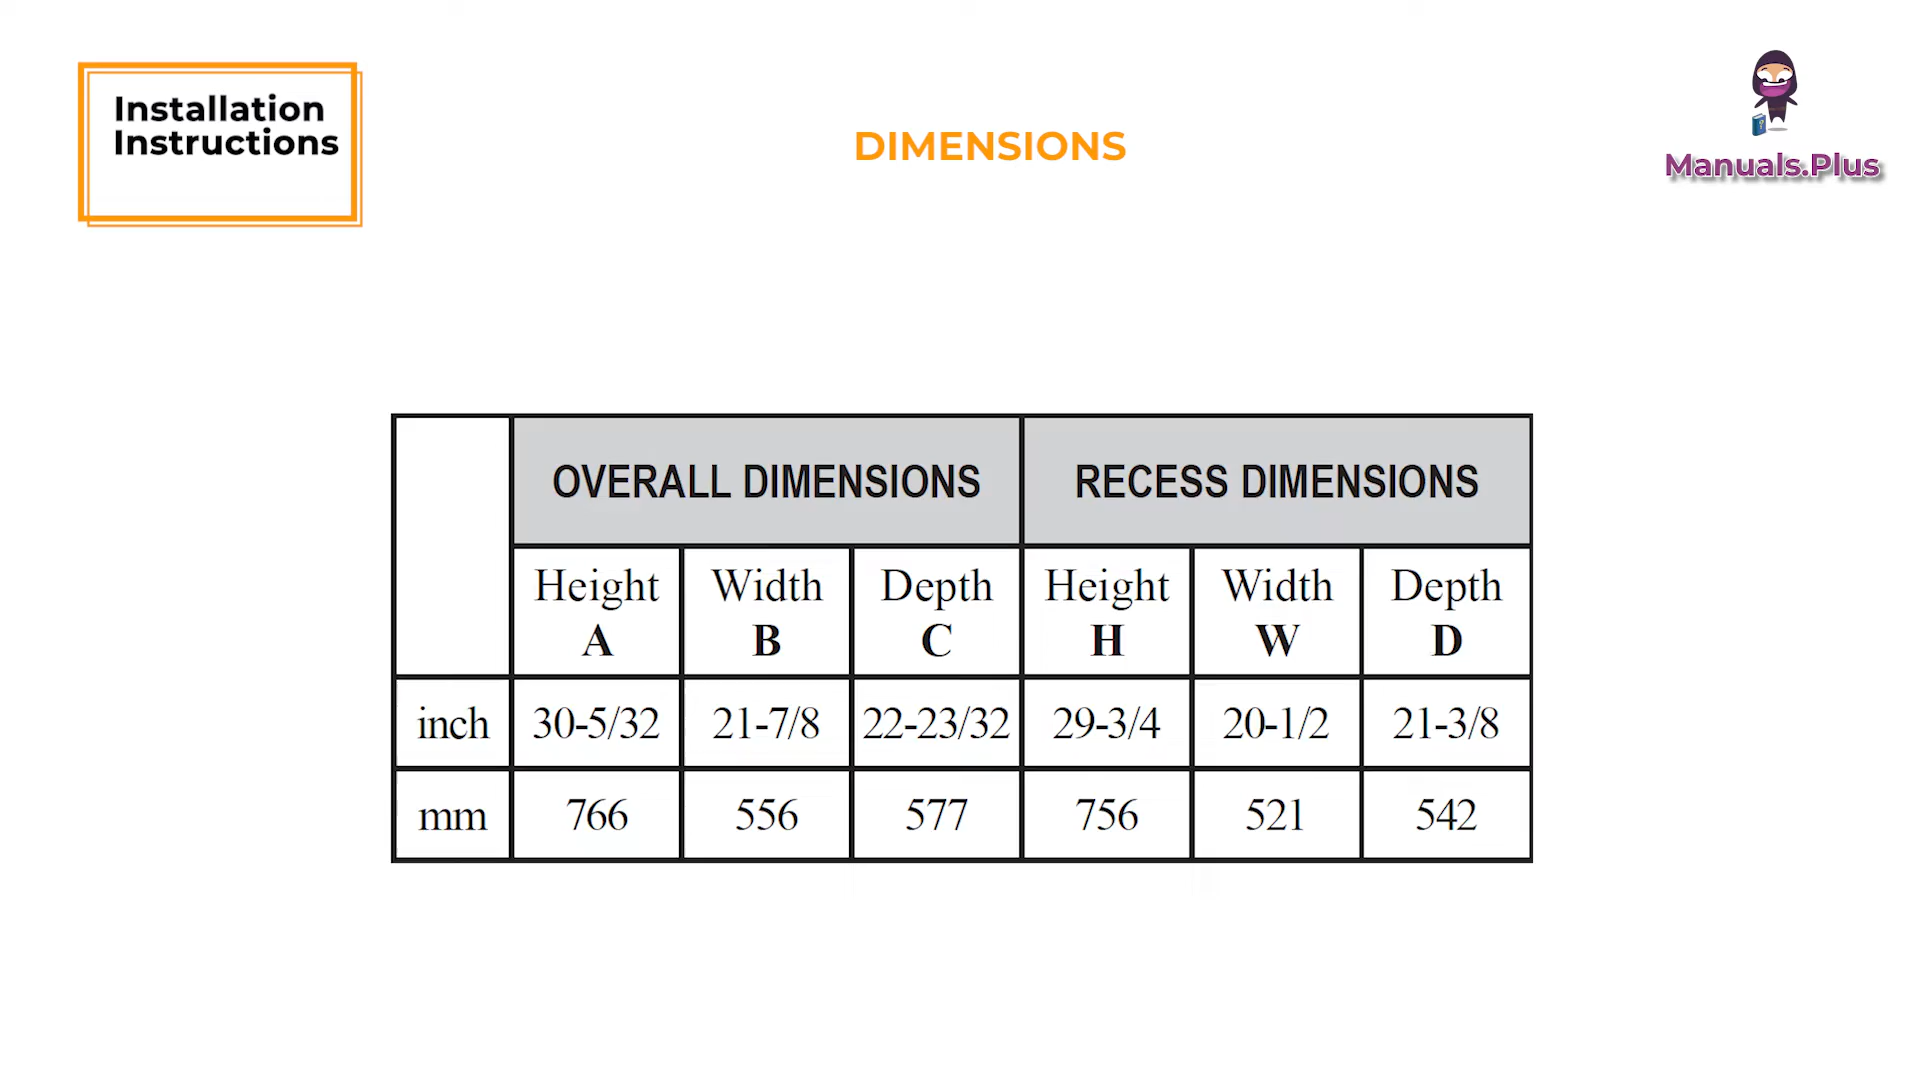 Installation
Instructions
DIMENSIONS
Manuals.Plus
OVERALL DIMENSIONS RECESS DIMENSIONS
Height Width Depth Height Width Depth
A B C H W D
inch 30-5/32 21-7/8 22-23/32 29-3/4 20-1/2 21-3/8
mm 766 556 577 756 521 542